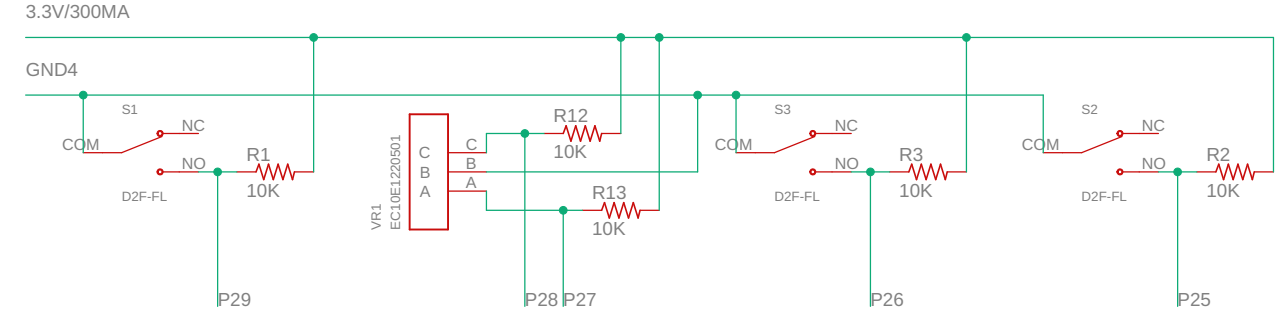 3.3V/300MA
GND4
S1
NC
COM
NO
D2F-FL
R1
10K
P29
VR1
EC10E1220501
C
B
A
C
B
A
R12
10K
R13
10K
P28
P27
S3
NC
COM
NO
D2F-FL
R3
10K
P26
S2
NC
COM
NO
D2F-FL
R2
10K
P25